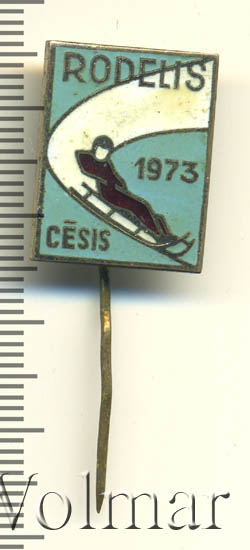 RODELIS
1973
CĒSIS
Volmar